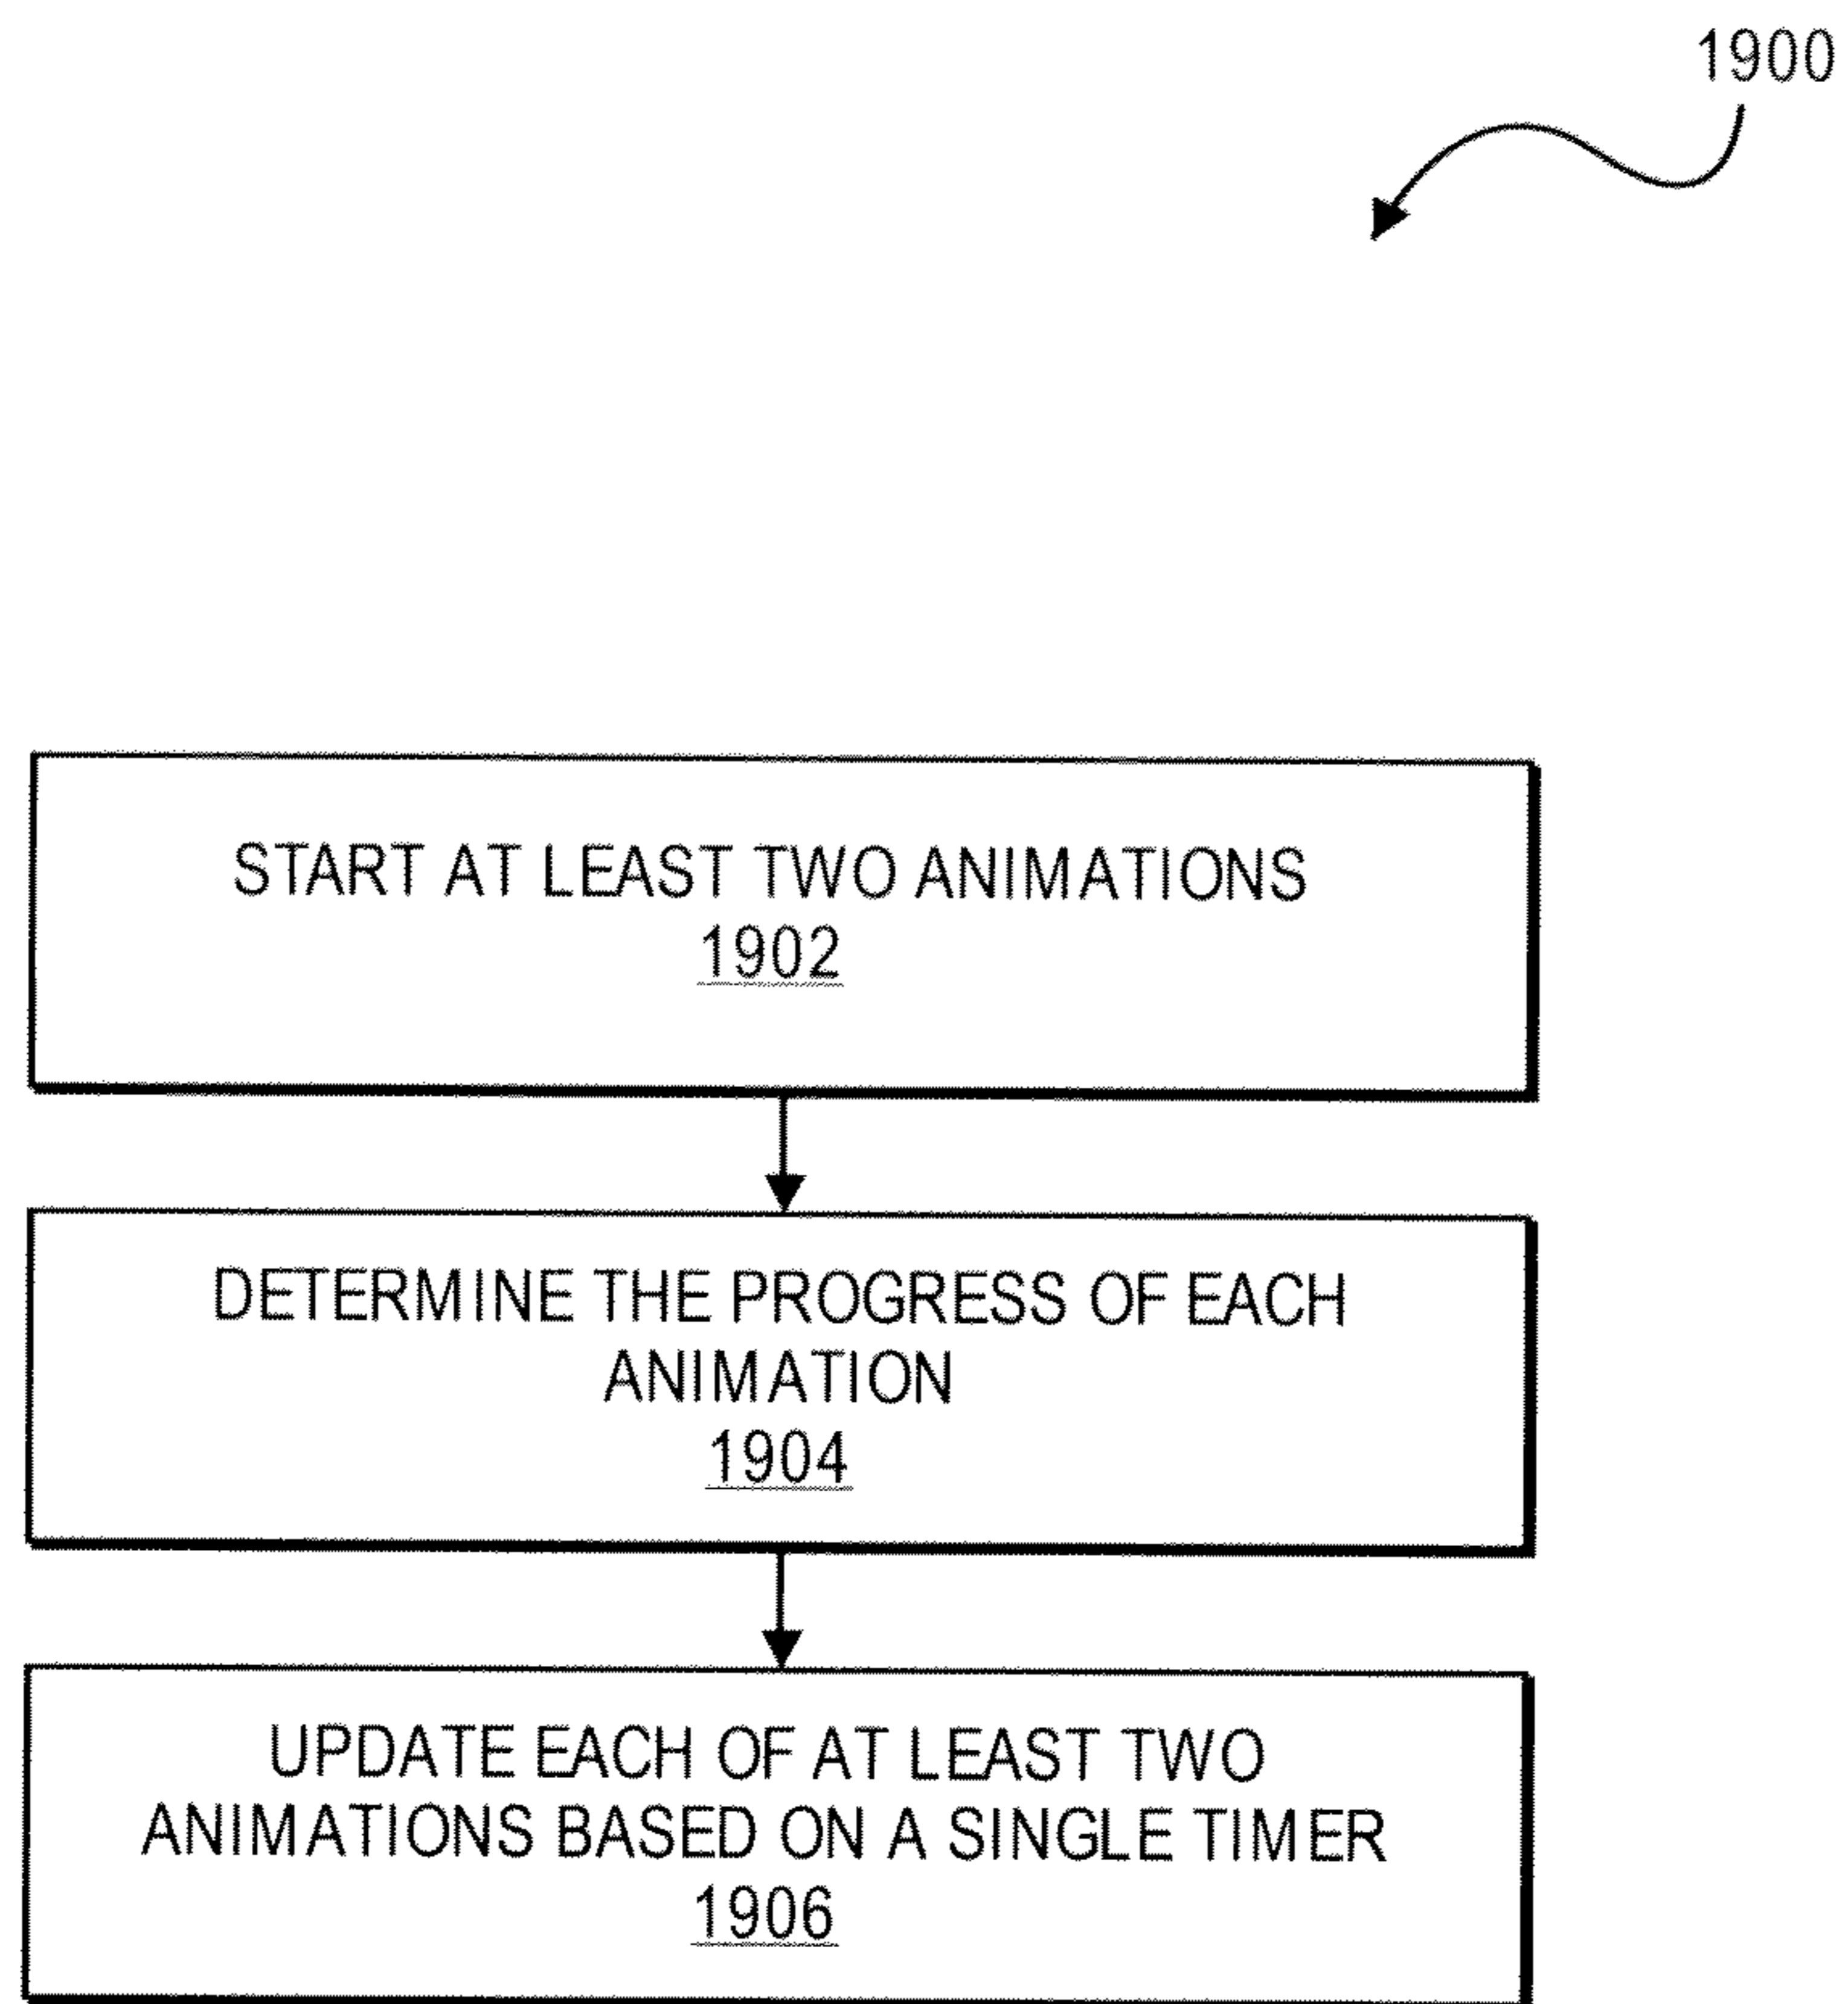 1900
START AT LEAST TWO ANIMATIONS
1902
DETERMINE THE PROGRESS OF EACH
ANIMATION
1904
UPDATE EACH OF AT LEAST TWO
ANIMATIONS BASED ON A SINGLE TIMER
1906